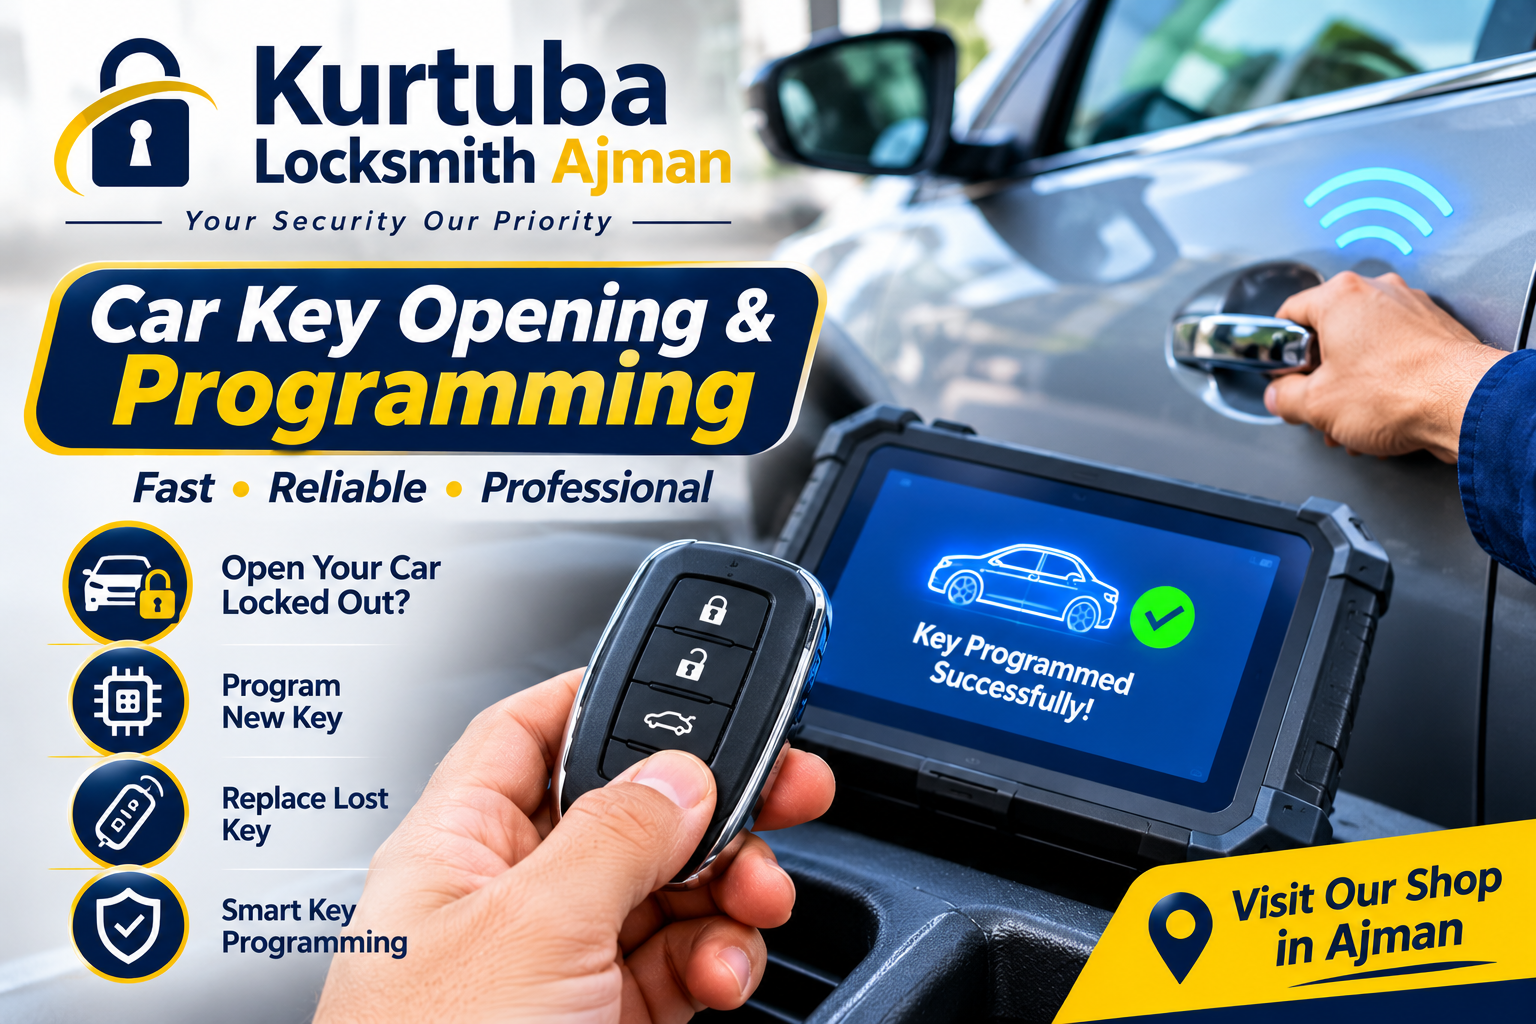 Kurtuba
Locksmith Ajman
Your Security Our Priority
Car Key Opening &
Programming
Fast • Reliable • Professional
Open Your Car
Locked Out?
Program
New Key
Replace Lost
Key
Smart Key
Programming
Key Programmed
Successfully!
Visit Our Shop
in Ajman